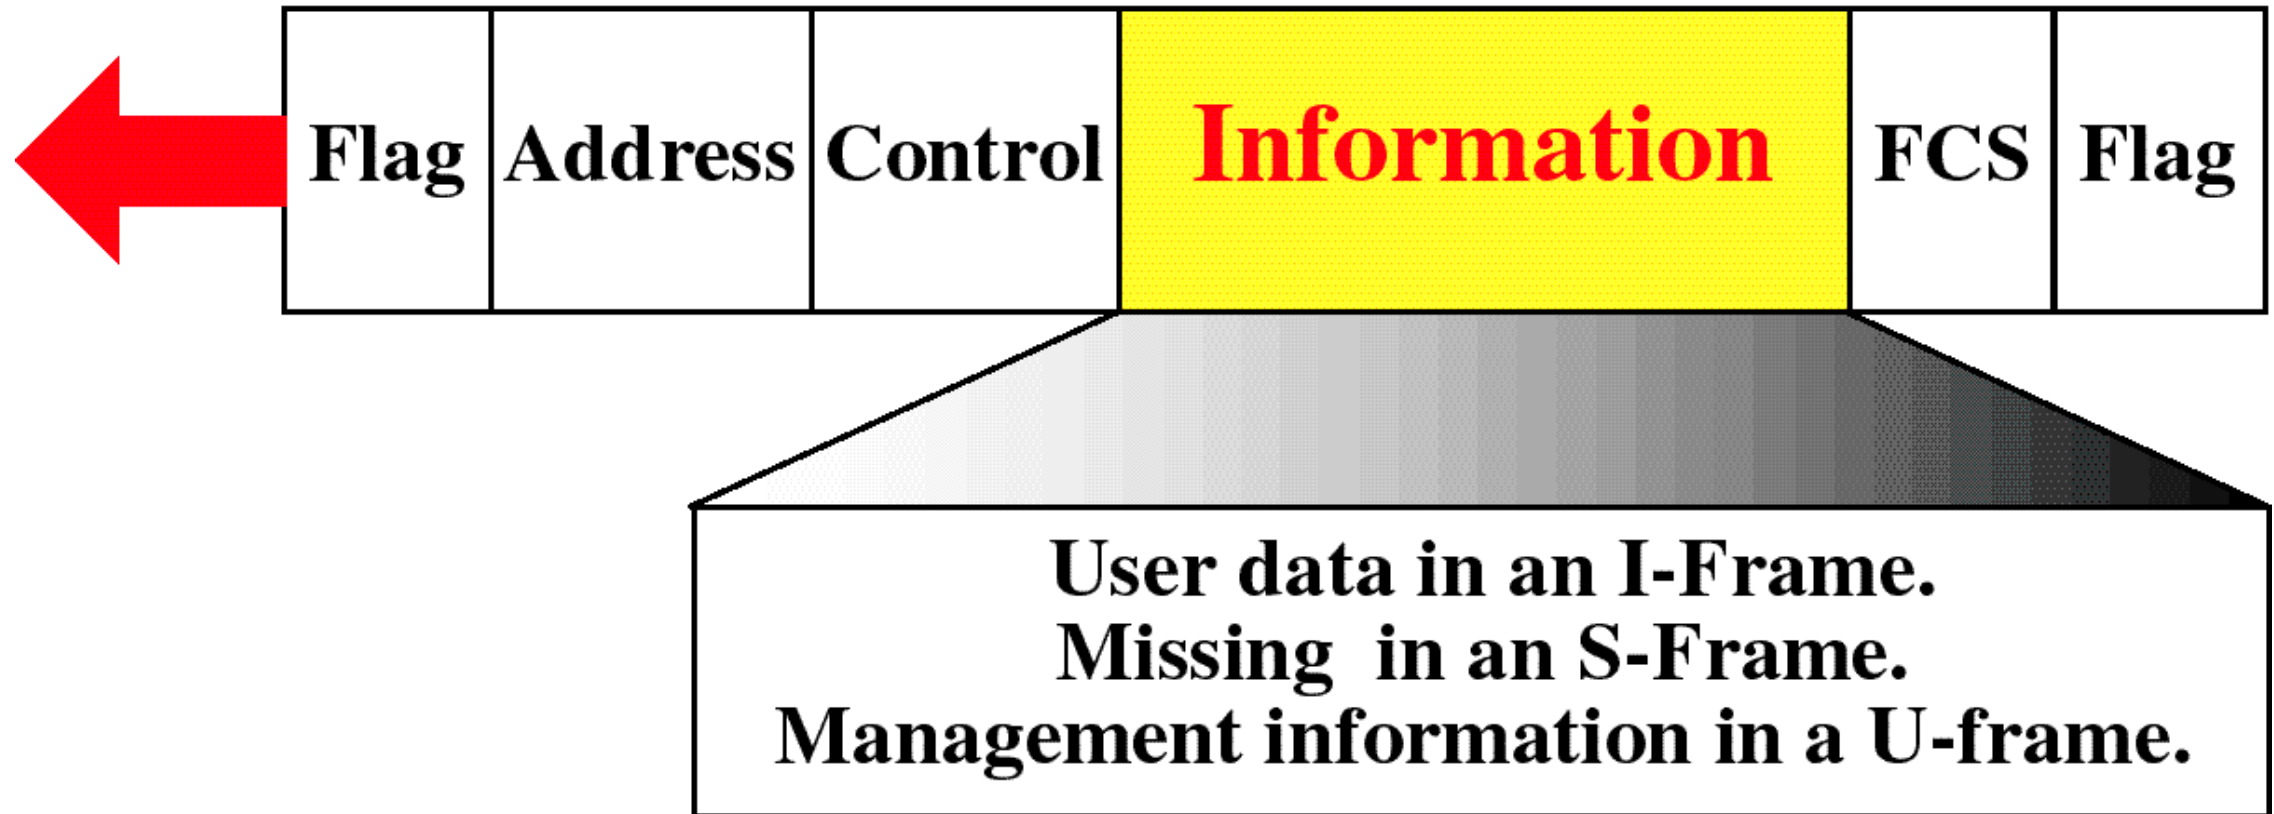 Flag Address Control Information FCS Flag
User data in an I-Frame.
Missing in an S-Frame.
Management information in a U-frame.